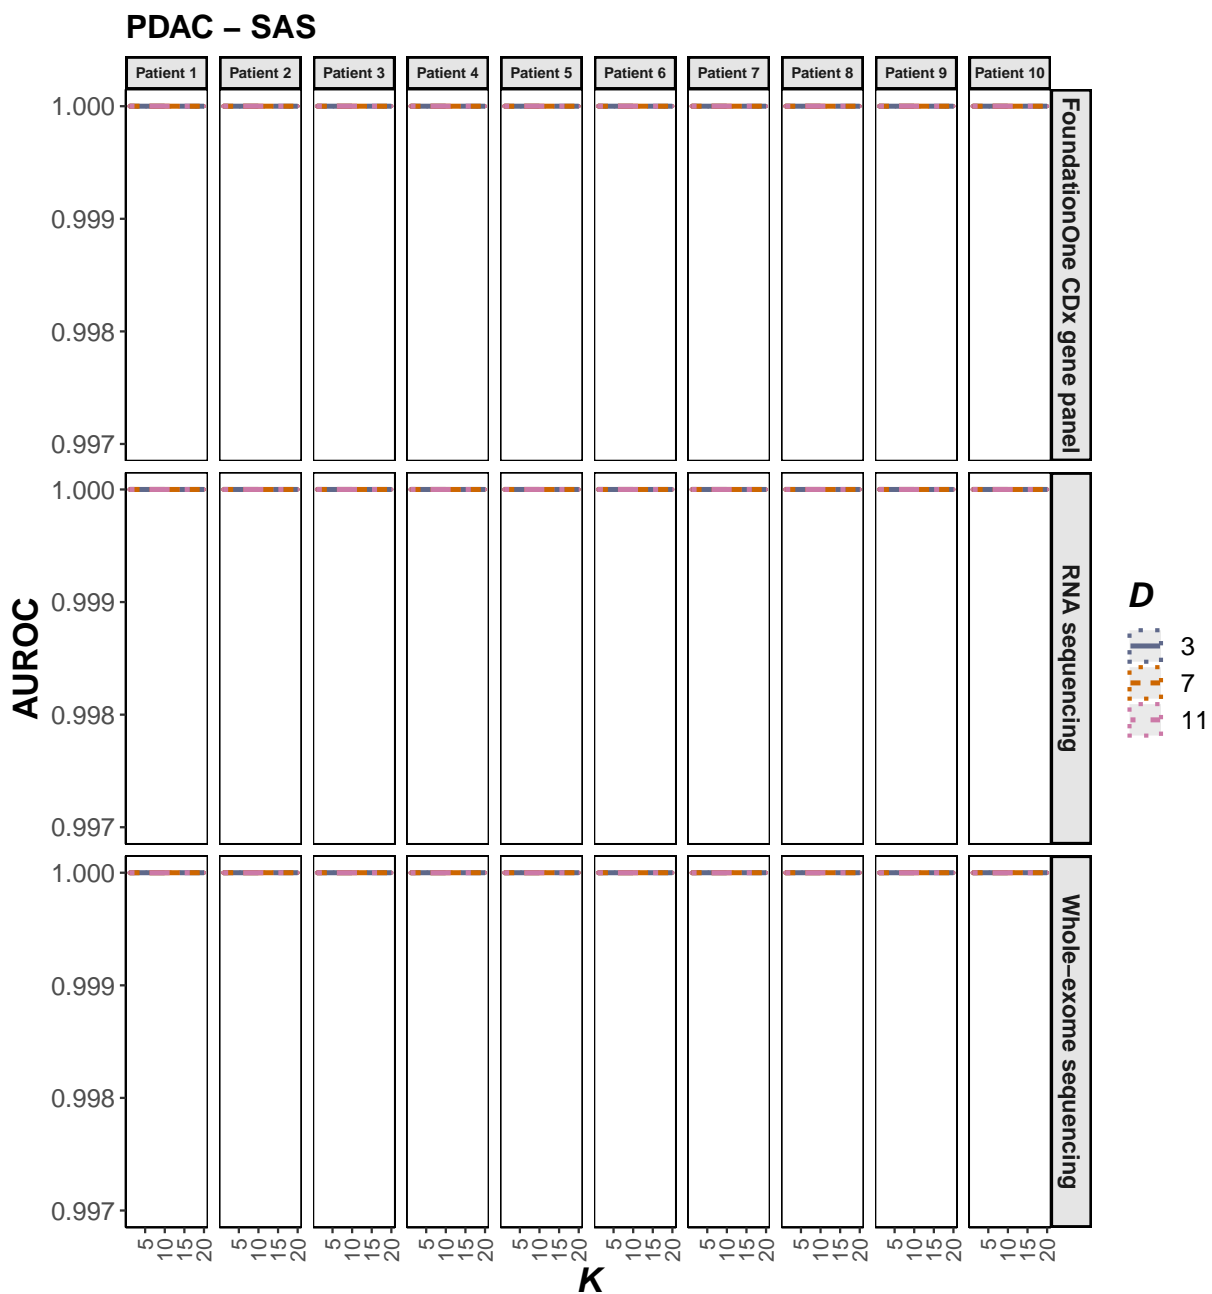 PDAC – SAS
Patient 1 Patient 2 Patient 3 Patient 4 Patient 5 Patient 6 Patient 7 Patient 8 Patient 9 Patient 10
1.000
0.999
0.998
0.997
FoundationOne CDx gene panel
1.000
0.999
0.998
0.997
RNA sequencing
1.000
0.999
0.998
0.997
Whole−exome sequencing
AUROC
5 10 15 20 5 10 15 20 5 10 15 20 5 10 15 20 5 10 15 20 5 10 15 20 5 10 15 20 5 10 15 20 5 10 15 20 5 10 15 20
K
D
3
7
11